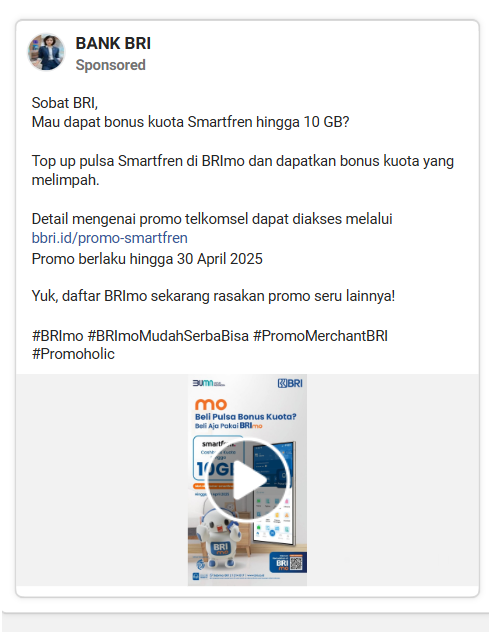 BANK BRI
Sponsored
Sobat BRI,
Mau dapat bonus kuota Smartfren hingga 10 GB?
Top up pulsa Smartfren di BRImo dan dapatkan bonus kuota yang
melimpah.
Detail mengenai promo telkomsel dapat diakses melalui
bbri.id/promo-smartfren
Promo berlaku hingga 30 April 2025
Yuk, daftar BRImo sekarang rasakan promo seru lainnya!
#BRImo #BRImoMudahSerbaBisa #PromoMerchantBRI
#Promoholic
BUMN
BRI
mo
Beli Pulsa Bonus Kuota?
Beli Aja Pakai BRImo
smartfren
10G
BRI
BRI
mo